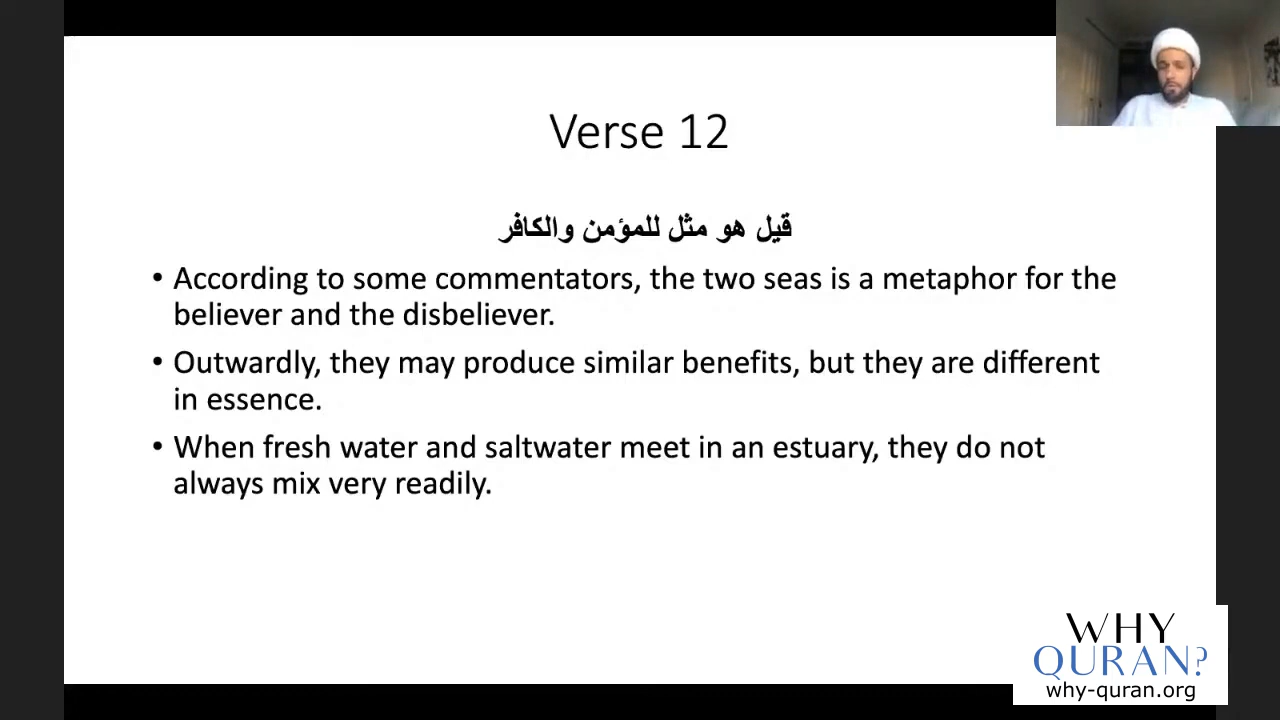 Verse 12
قيل هو مثل للمؤمن والكافر
• According to some commentators, the two seas is a metaphor for the
believer and the disbeliever.
• Outwardly, they may produce similar benefits, but they are different
in essence.
• When fresh water and saltwater meet in an estuary, they do not
always mix very readily.
WHY
QURAN?
why-quran.org